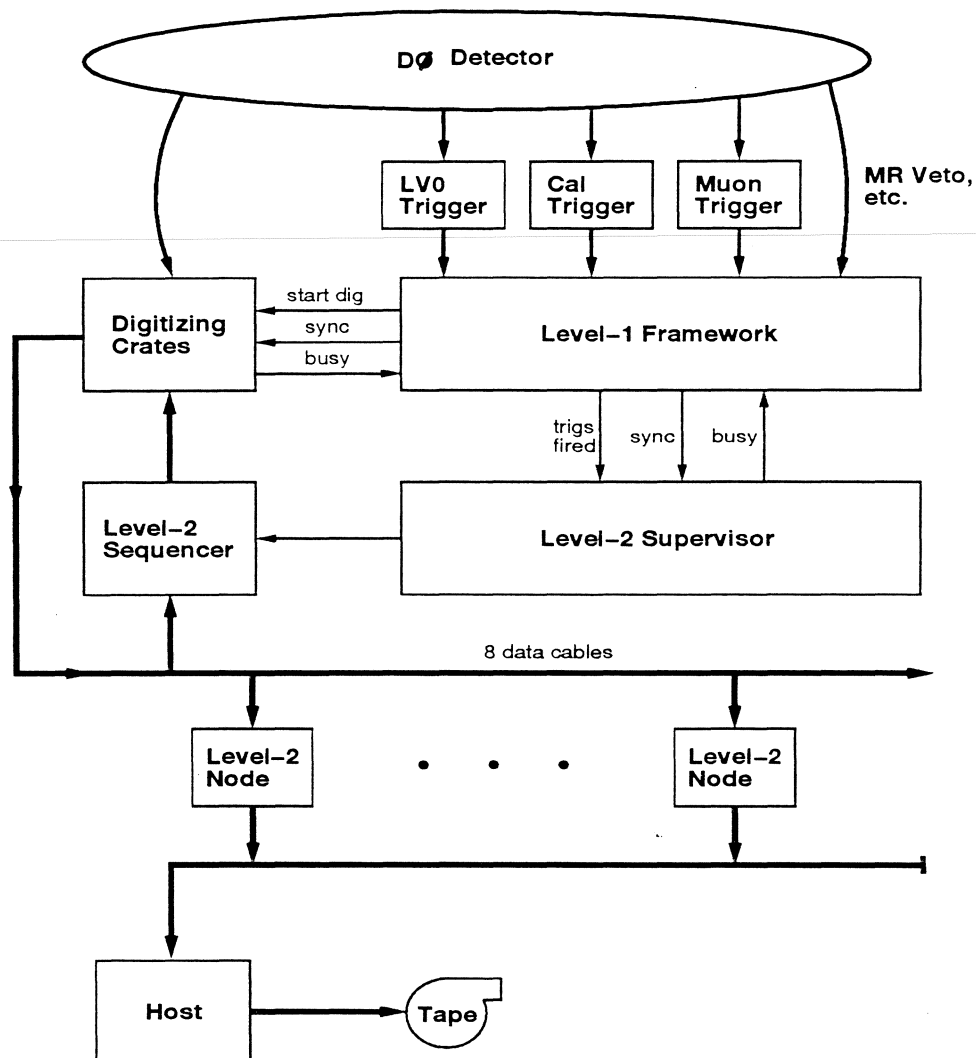 DØ Detector
LV0
Trigger
Cal
Trigger
Muon
Trigger
MR Veto,
etc.
Digitizing
Crates
start dig
sync
busy
Level-1 Framework
trigs
fired
sync
busy
Level-2
Sequencer
Level-2 Supervisor
8 data cables
Level-2
Node
Level-2
Node
Host
Tape